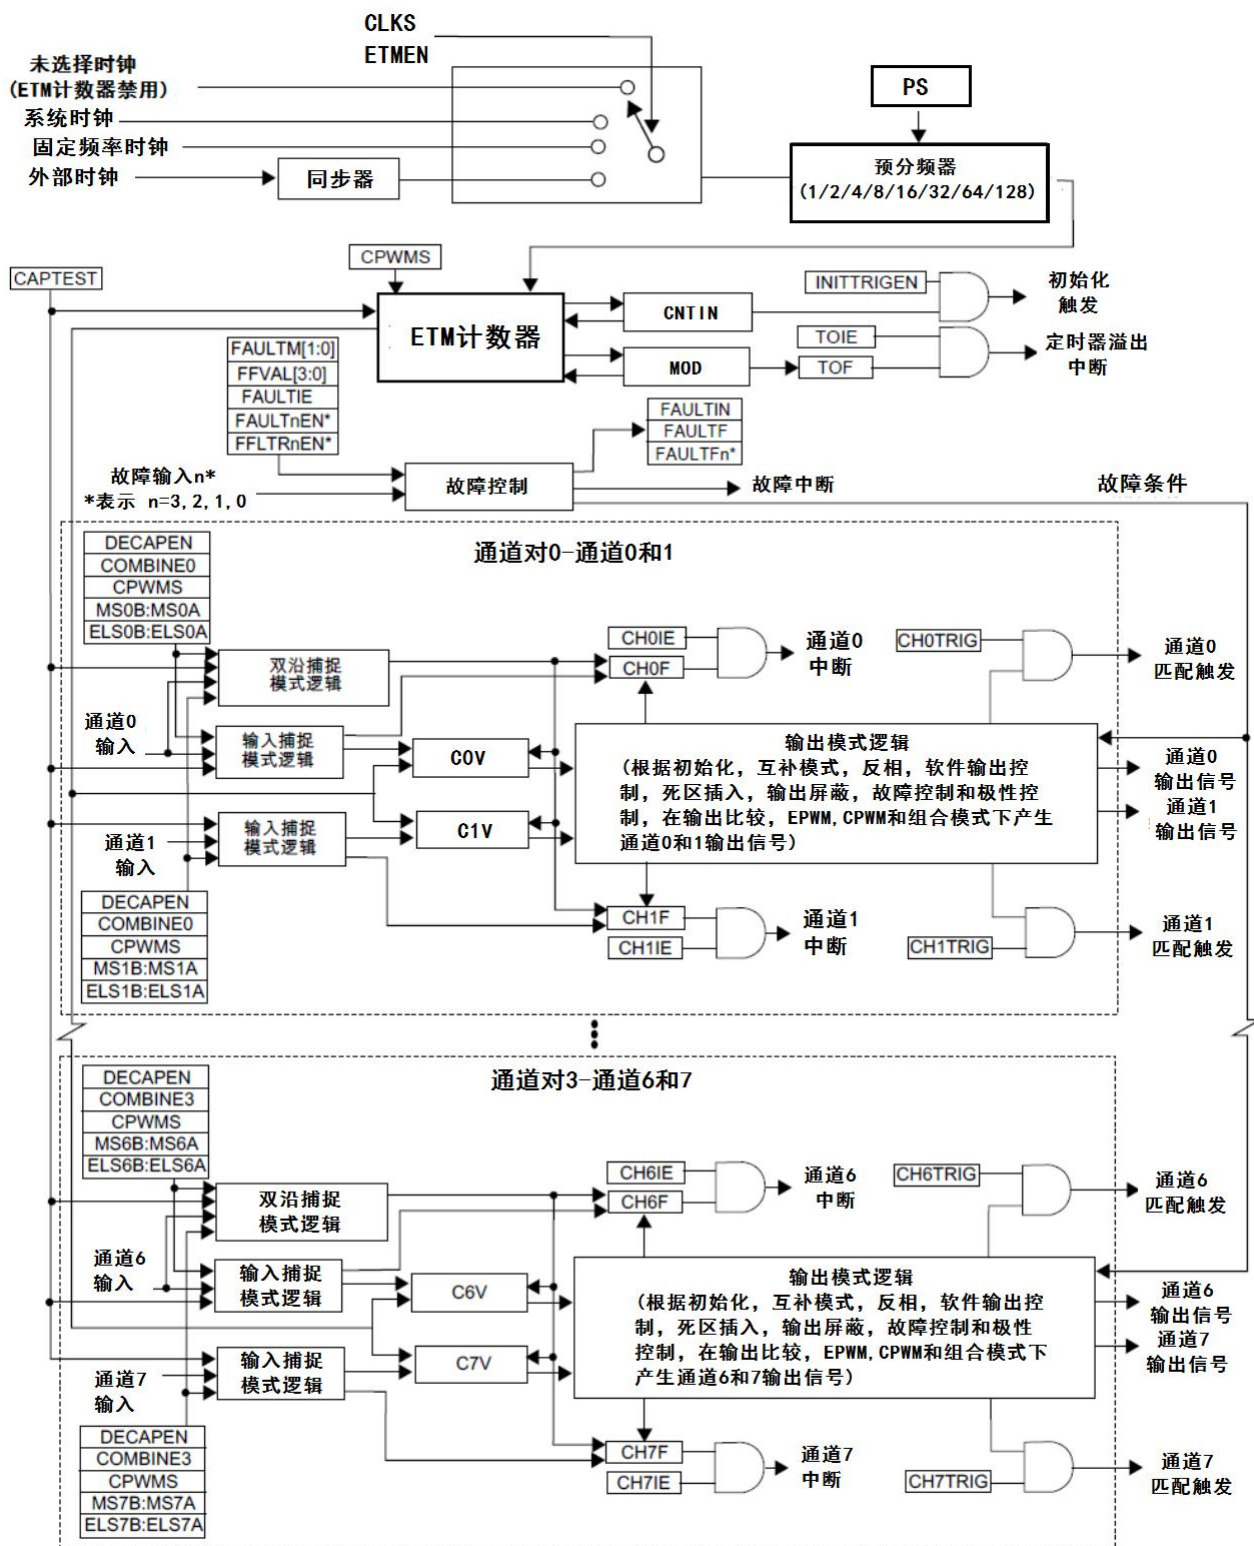 CLKS
ETMEN
未选择时钟
(ETM计数器禁用)
系统时钟
固定频率时钟
外部时钟
同步器
PS
预分频器
(1/2/4/8/16/32/64/128)
CAPTEST
CPWMS
ETM计数器
CNTIN
MOD
INITTRIGEN
初始化
触发
TOIE
TOF
定时器溢出
中断
FAULTM[1:0]
FFVAL[3:0]
FAULTIE
FAULTnEN*
FFLTRnEN*
FAULTIN
FAULTF
FAULTFn*
故障输入n*
*表示 n=3,2,1,0
故障控制
故障中断
故障条件
通道对0-通道0和1
DECAPEN
COMBINE0
CPWMS
MS0B:MS0A
ELS0B:ELS0A
双沿捕捉
模式逻辑
CH0IE
CH0F
通道0
中断
CH0TRIG
通道0
匹配触发
通道0
输入
输入捕捉
模式逻辑
C0V
输出模式逻辑
(根据初始化，互补模式，反相，软件输出控
制，死区插入，输出屏蔽，故障控制和极性控
制，在输出比较，EPWM,CPWM和组合模式下产生
通道0和1输出信号)
通道0
输出信号
通道1
输出信号
通道1
输入
输入捕捉
模式逻辑
C1V
DECAPEN
COMBINE0
CPWMS
MS1B:MS1A
ELS1B:ELS1A
CH1F
CH1IE
通道1
中断
CH1TRIG
通道1
匹配触发
通道对3-通道6和7
DECAPEN
COMBINE3
CPWMS
MS6B:MS6A
ELS6B:ELS6A
双沿捕捉
模式逻辑
CH6IE
CH6F
通道6
中断
CH6TRIG
通道6
匹配触发
通道6
输入
输入捕捉
模式逻辑
C6V
输出模式逻辑
(根据初始化，互补模式，反相，软件输出控
制，死区插入，输出屏蔽，故障控制和极性
控制，在输出比较，EPWM,CPWM和组合模式下
产生通道6和7输出信号)
通道6
输出信号
通道7
输出信号
通道7
输入
输入捕捉
模式逻辑
C7V
DECAPEN
COMBINE3
CPWMS
MS7B:MS7A
ELS7B:ELS7A
CH7F
CH7IE
通道7
中断
CH7TRIG
通道7
匹配触发